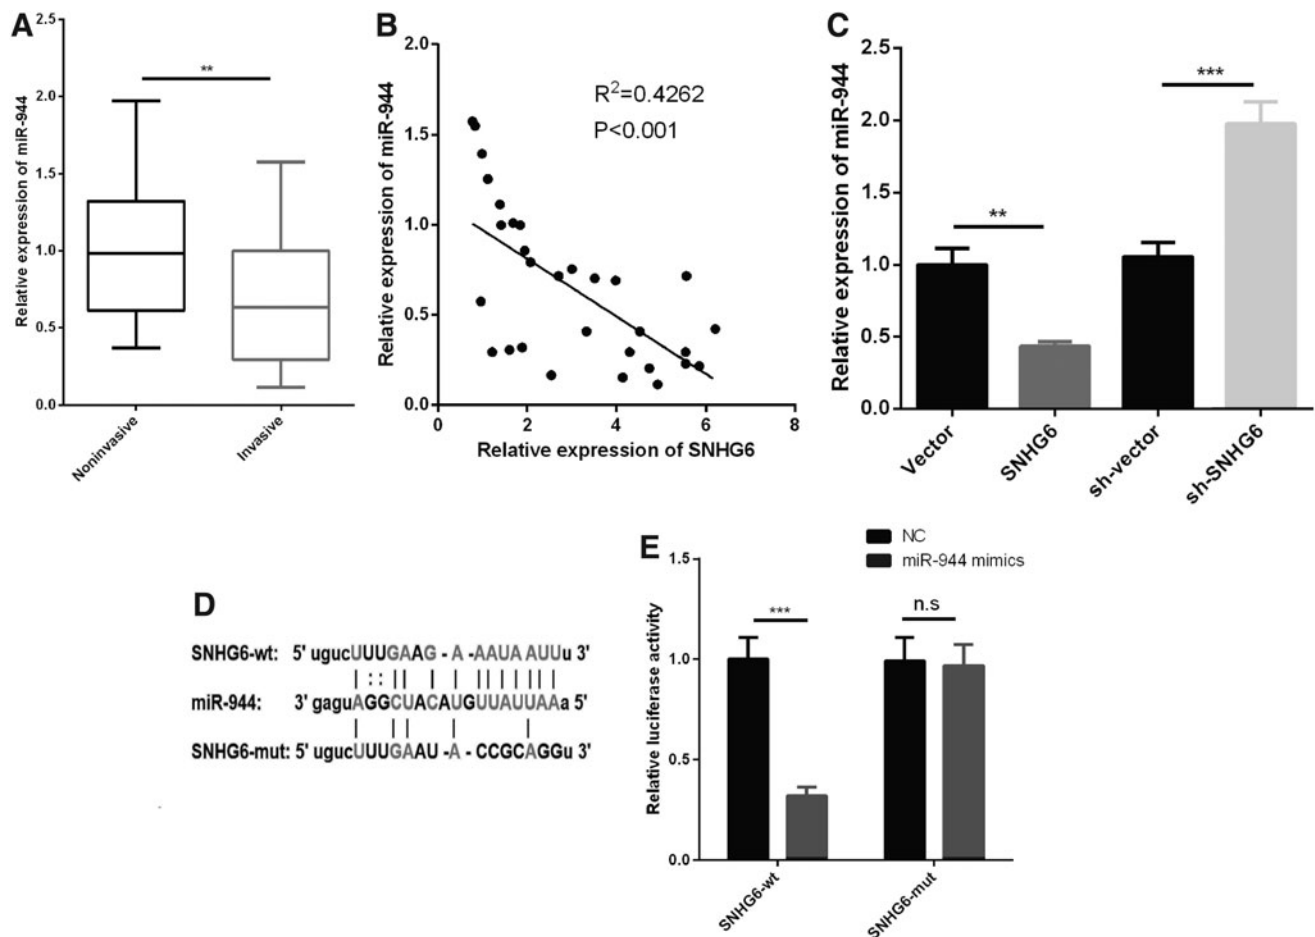 A
Relative expression of miR-944
2.5
2.0
1.5
1.0
0.5
0.0
**
Noninvasive
Invasive
B
Relative expression of miR-944
2.0
1.5
1.0
0.5
0.0
R²=0.4262
P<0.001
0 2 4 6 8
Relative expression of SNHG6
C
Relative expression of miR-944
2.5
2.0
1.5
1.0
0.5
0.0
**
***
Vector
SNHG6
sh-vector
sh-SNHG6
D
SNHG6-wt: 5' ugucUUUGAAG - A - AAUAAUUu 3'
miR-944: 3' gaguAGGCUACAUGUUAUUAAa 5'
SNHG6-mut: 5' ugucUUUGAAU - A - CCGCAGGu 3'
E
NC
miR-944 mimics
Relative luciferase activity
1.5
1.0
0.5
0.0
***
n.s
SNHG6-wt
SNHG6-mut